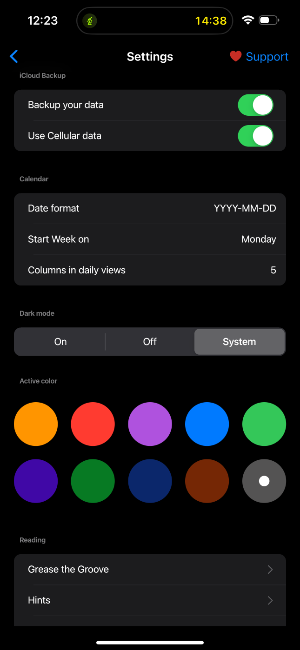 12:23
14:38
Settings
Support
iCloud Backup
Backup your data
Use Cellular data
Calendar
Date format YYYY-MM-DD
Start Week on Monday
Columns in daily views 5
Dark mode
On Off System
Active color
Reading
Grease the Groove
Hints